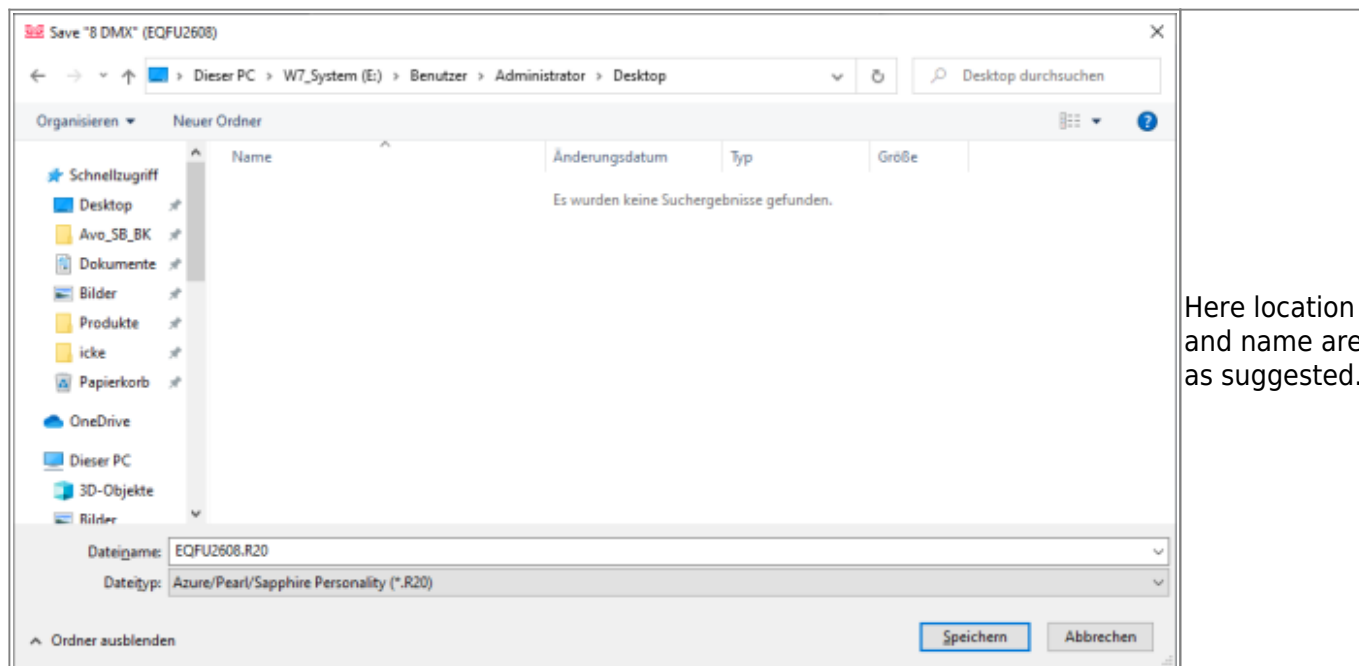 Save "8 DMX" (EQFU2608)
Dieser PC > W7_System (E:) > Benutzer > Administrator > Desktop
Desktop durchsuchen
Organisieren
Neuer Ordner
Name
Änderungsdatum
Typ
Größe
Es wurden keine Suchergebnisse gefunden.
Schnellzugriff
Desktop
Avo_SB_BK
Dokumente
Bilder
Produkte
icke
Papierkorb
OneDrive
Dieser PC
3D-Objekte
Bilder
Dateiname: EQFU2608.R20
Dateityp: Azure/Pearl/Sapphire Personality (*.R20)
Ordner ausblenden
Speichern
Abbrechen
Here location
and name are
as suggested.